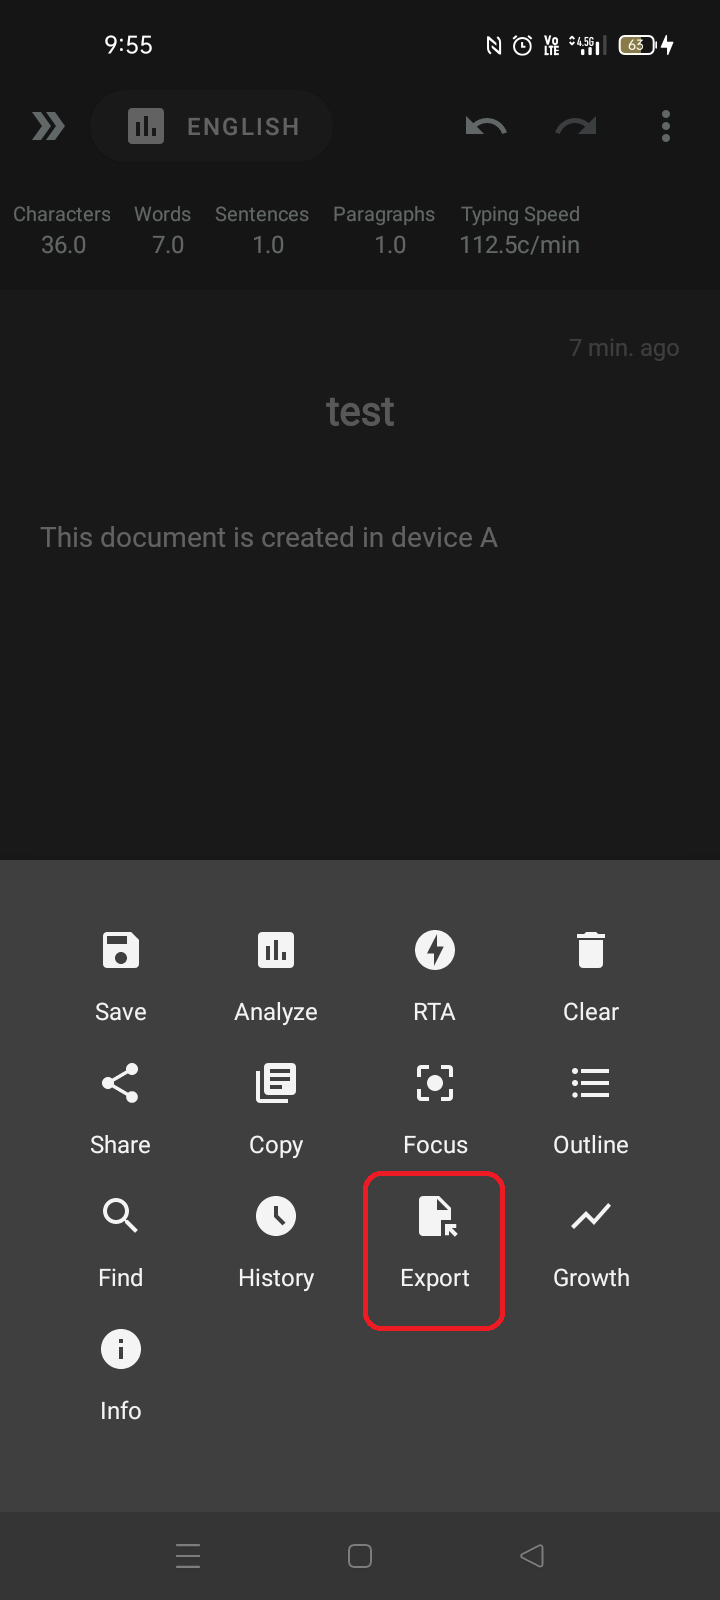 9:55 VoLTE 4.5G 63
ENGLISH
Characters Words Sentences Paragraphs Typing Speed
36.0 7.0 1.0 1.0 112.5c/min
7 min. ago
test
This document is created in device A
Save Analyze RTA Clear
Share Copy Focus Outline
Find History Export Growth
Info